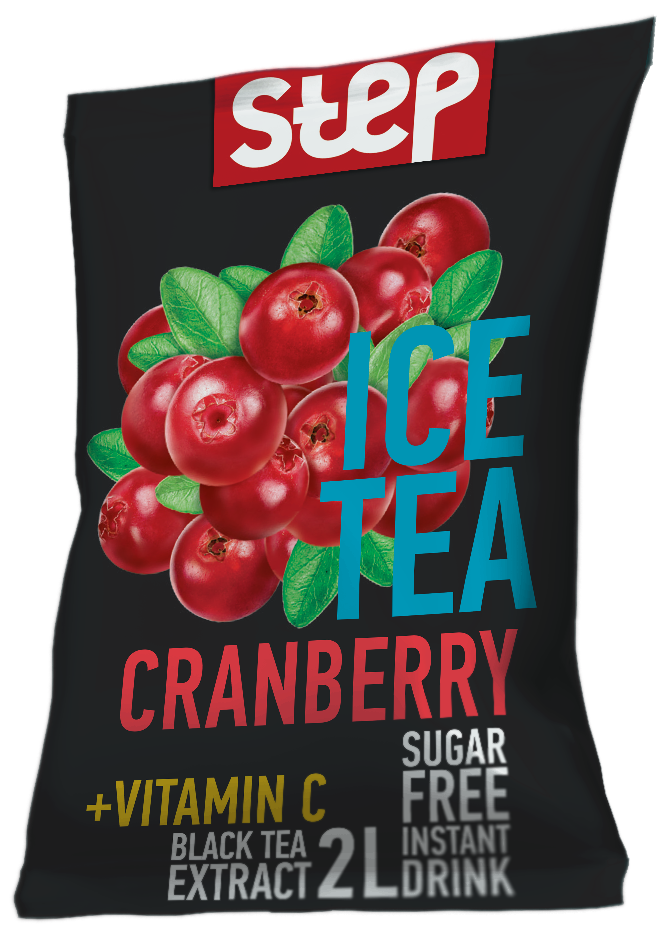 step
ICE
TEA
CRANBERRY
+VITAMIN C
BLACK TEA
EXTRACT
2L
SUGAR
FREE
INSTANT
DRINK